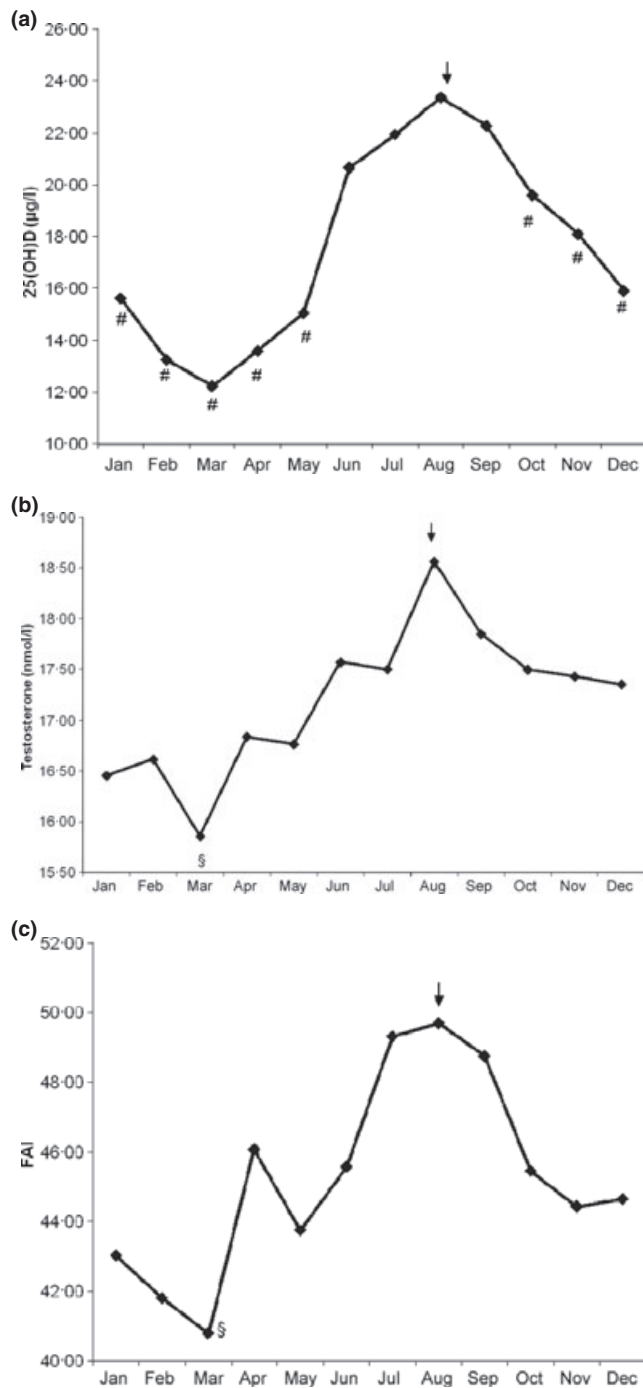 (a)
26·00
24·00
22·00
20·00
18·00
16·00
14·00
12·00
10·00
25(OH)D (µg/l)
# # # # # # # #
Jan Feb Mar Apr May Jun Jul Aug Sep Oct Nov Dec
(b)
19·00
18·50
18·00
17·50
17·00
16·50
16·00
15·50
Testosterone (nmol/l)
§
Jan Feb Mar Apr May Jun Jul Aug Sep Oct Nov Dec
(c)
52·00
50·00
48·00
46·00
44·00
42·00
40·00
FAI
§
Jan Feb Mar Apr May Jun Jul Aug Sep Oct Nov Dec